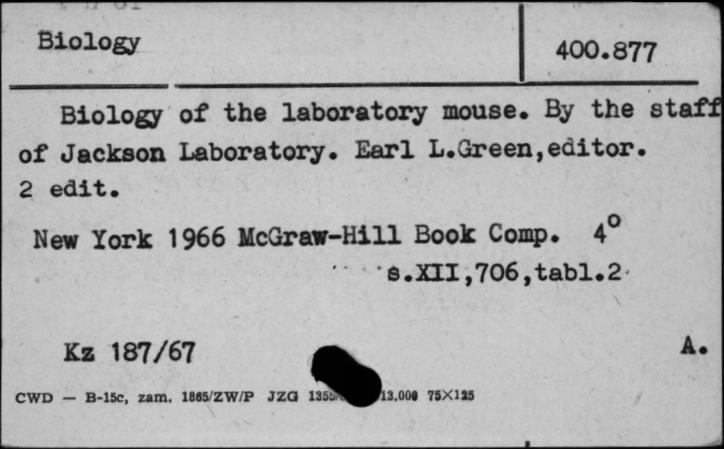 Biology
400.877
Biology of the laboratory mouse. By the staff
of Jackson Laboratory. Earl L.Green,editor.
2 edit.
New York 1966 McGraw-Hill Book Comp. 4°
s.XII,706,tabl.2
Kz 187/67
A.
CWD — B-15c, zam. 1865/ZW/P JZG 13.000 75×125